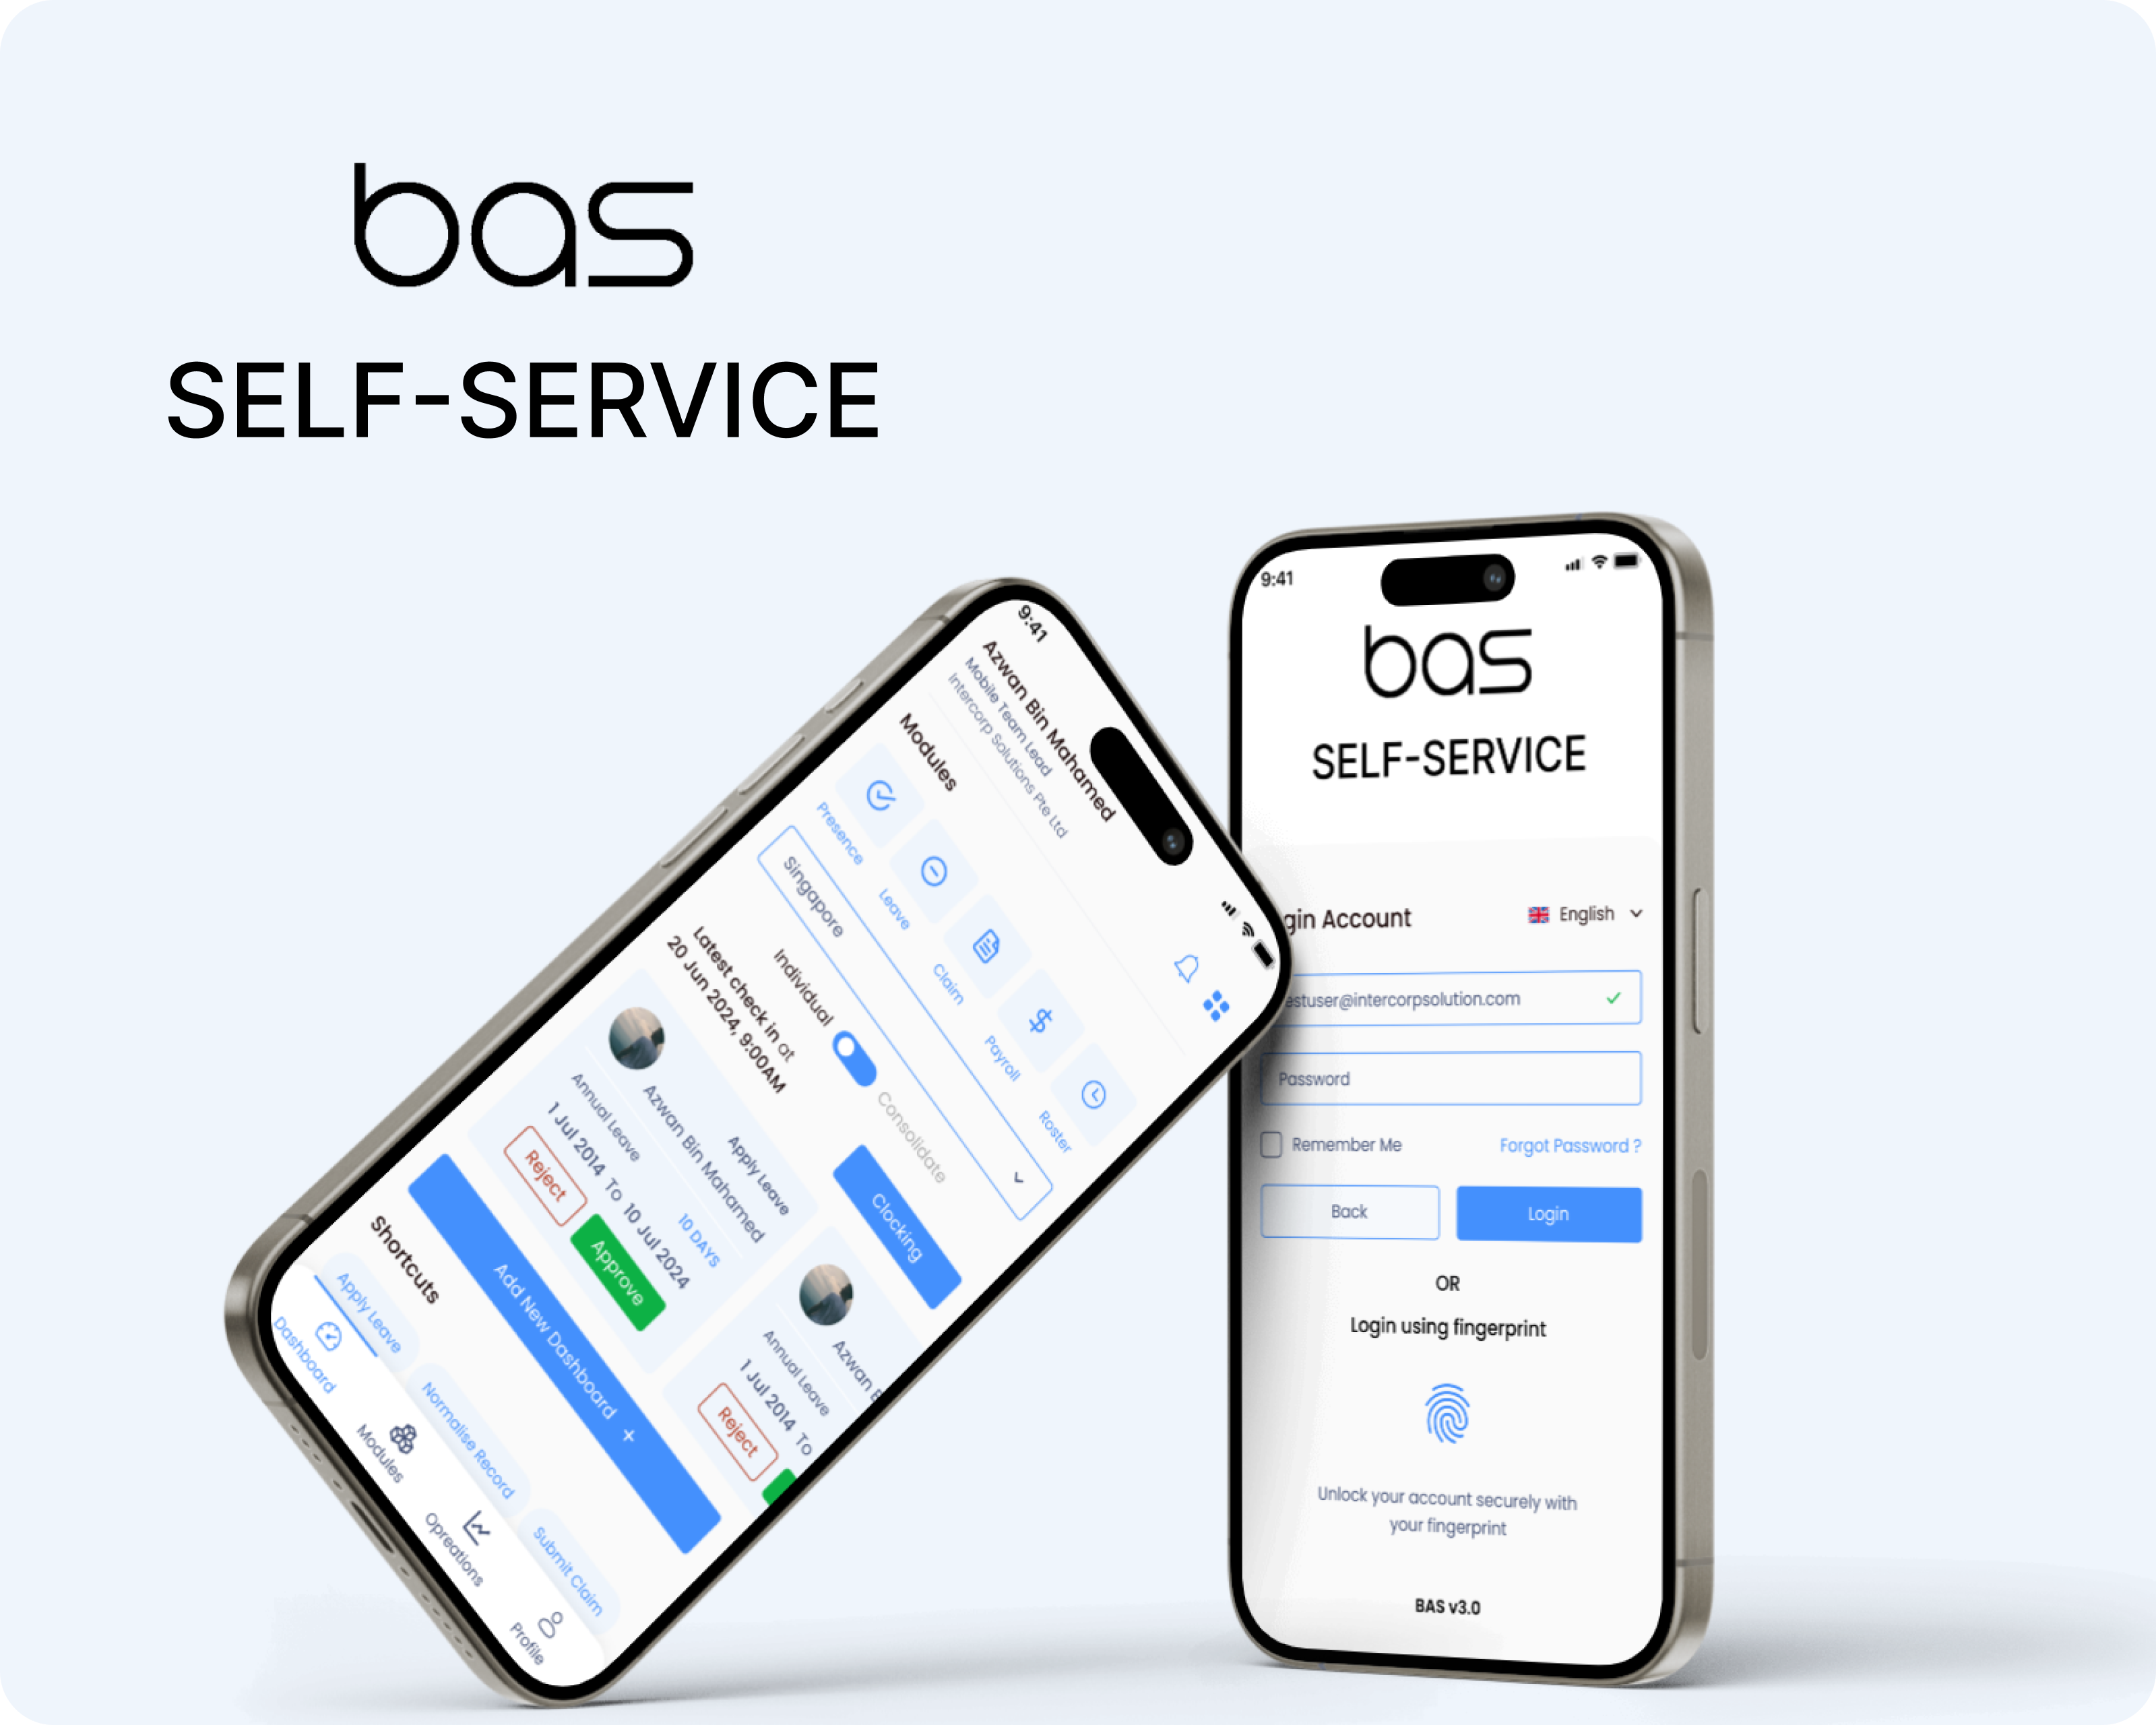 bas
SELF-SERVICE
9:41
Azwan Bin Mahamed
Mobile Team Lead
Intercorp Solutions Pte Ltd
Modules
Presence
Leave
Claim
Payroll
Roster
Singapore
Individual
Consolidate
Latest check in at
20 Jun 2024, 9:00AM
Clocking
Apply Leave
Azwan Bin Mahamed
Annual Leave
10 DAYS
1 Jul 2014 To 10 Jul 2024
Reject
Approve
Azwan
Annual Leave
1 Jul 2014 To
Reject
Add New Dashboard +
Shortcuts
Apply Leave
Normalise Record
Submit Claim
Dashboard
Modules
Opreations
Profile
9:41
bas
SELF-SERVICE
gin Account
English
estuser@intercorpsolution.com
Password
Remember Me
Forgot Password ?
Back
Login
OR
Login using fingerprint
Unlock your account securely with
your fingerprint
BAS v3.0